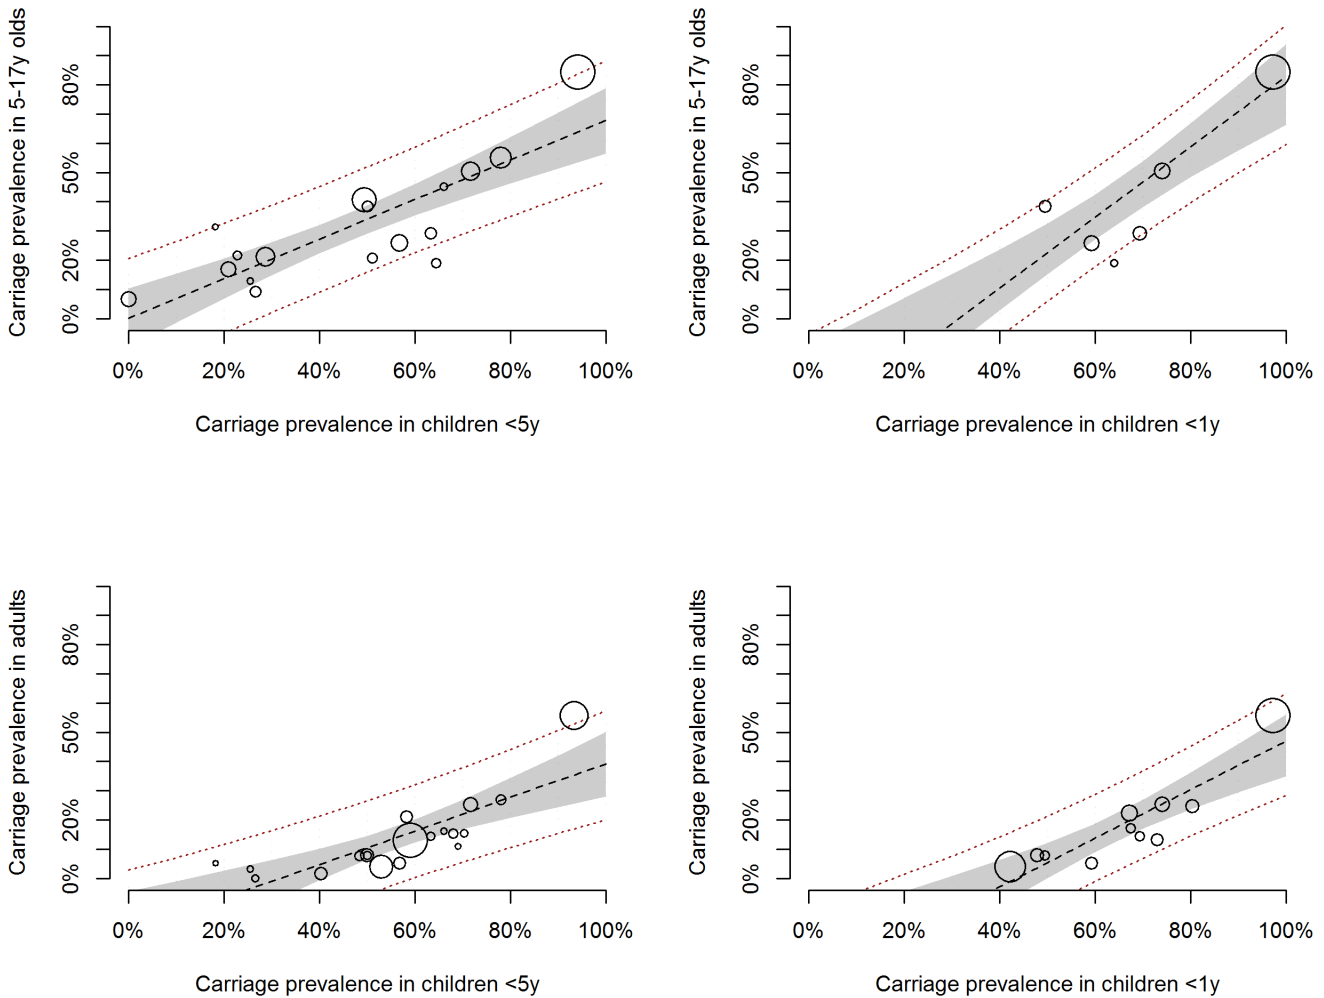 Carriage prevalence in 5-17y olds
80%
50%
20%
0%
0% 20% 40% 60% 80% 100%
Carriage prevalence in children <5y
Carriage prevalence in 5-17y olds
80%
50%
20%
0%
0% 20% 40% 60% 80% 100%
Carriage prevalence in children <1y
Carriage prevalence in adults
80%
50%
20%
0%
0% 20% 40% 60% 80% 100%
Carriage prevalence in children <5y
Carriage prevalence in adults
80%
50%
20%
0%
0% 20% 40% 60% 80% 100%
Carriage prevalence in children <1y